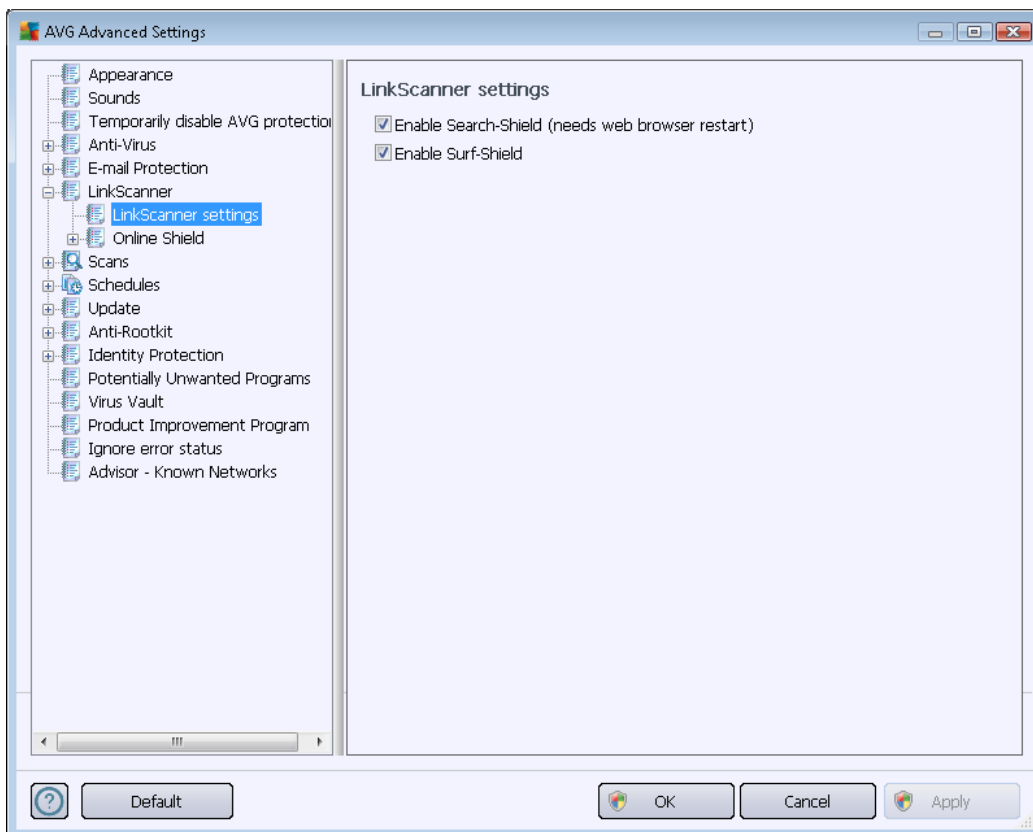 AVG Advanced Settings
Appearance
Sounds
Temporarily disable AVG protection
Anti-Virus
E-mail Protection
LinkScanner
LinkScanner settings
Online Shield
Scans
Schedules
Update
Anti-Rootkit
Identity Protection
Potentially Unwanted Programs
Virus Vault
Product Improvement Program
Ignore error status
Advisor - Known Networks
LinkScanner settings
Enable Search-Shield (needs web browser restart)
Enable Surf-Shield
Default
OK
Cancel
Apply